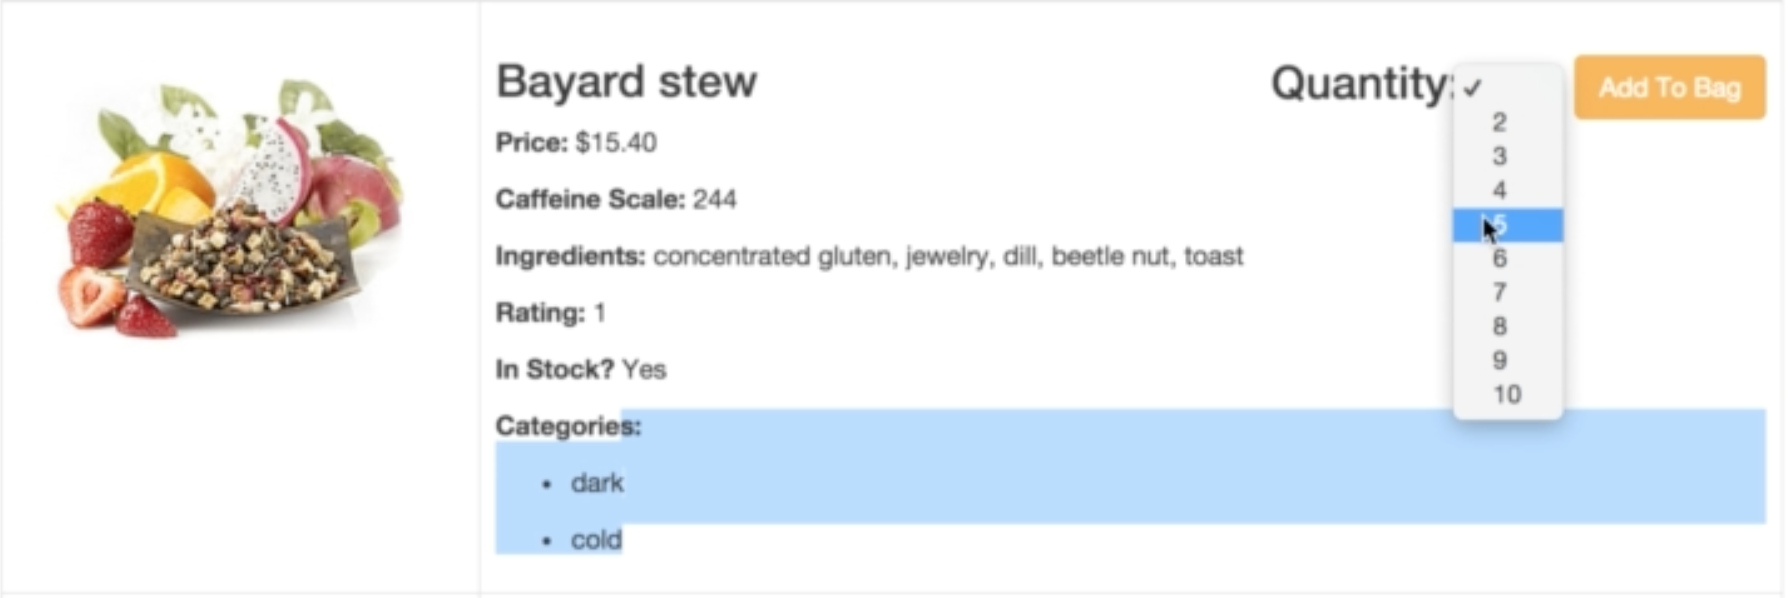 Bayard stew
Quantity:
✓
2
3
4
5
6
7
8
9
10
Add To Bag
Price: $15.40
Caffeine Scale: 244
Ingredients: concentrated gluten, jewelry, dill, beetle nut, toast
Rating: 1
In Stock? Yes
Categories:
• dark
• cold